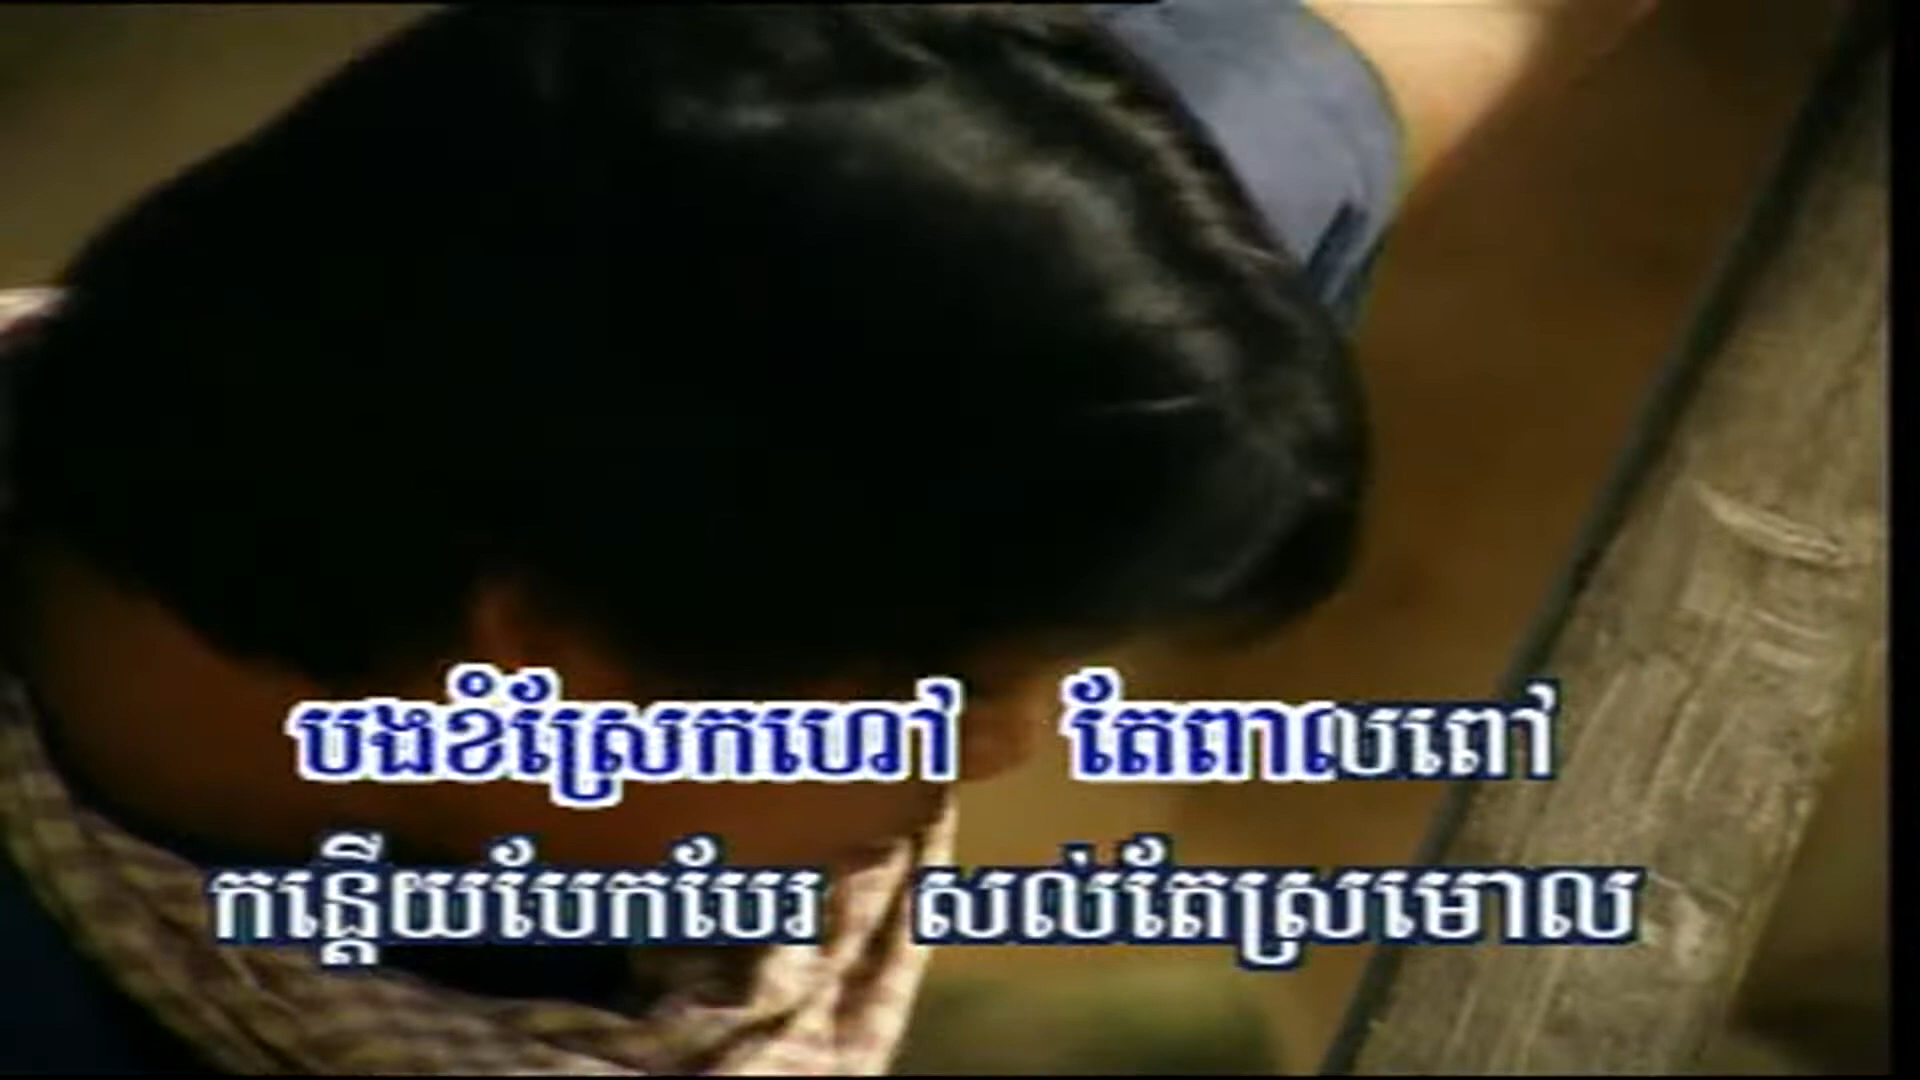 បងខំស្រែកហៅ តែពាលពៅ
កន្តើយបែកបែរ សល់តែស្រមោល